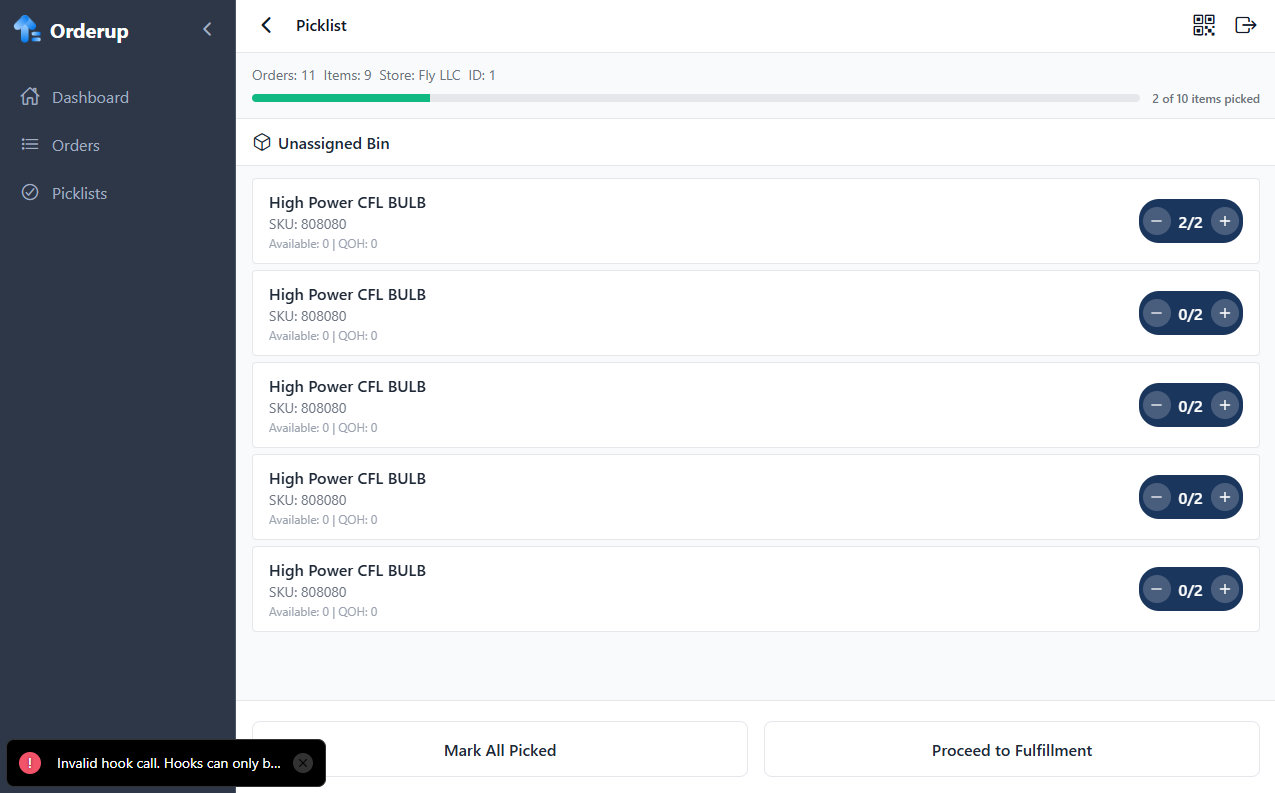 Orderup
Dashboard
Orders
Picklists
Picklist
Orders: 11 Items: 9 Store: Fly LLC ID: 1
2 of 10 items picked
Unassigned Bin
High Power CFL BULB
SKU: 808080
Available: 0 | QOH: 0
2/2
High Power CFL BULB
SKU: 808080
Available: 0 | QOH: 0
0/2
High Power CFL BULB
SKU: 808080
Available: 0 | QOH: 0
0/2
High Power CFL BULB
SKU: 808080
Available: 0 | QOH: 0
0/2
High Power CFL BULB
SKU: 808080
Available: 0 | QOH: 0
0/2
Mark All Picked
Proceed to Fulfillment
Invalid hook call. Hooks can only b...